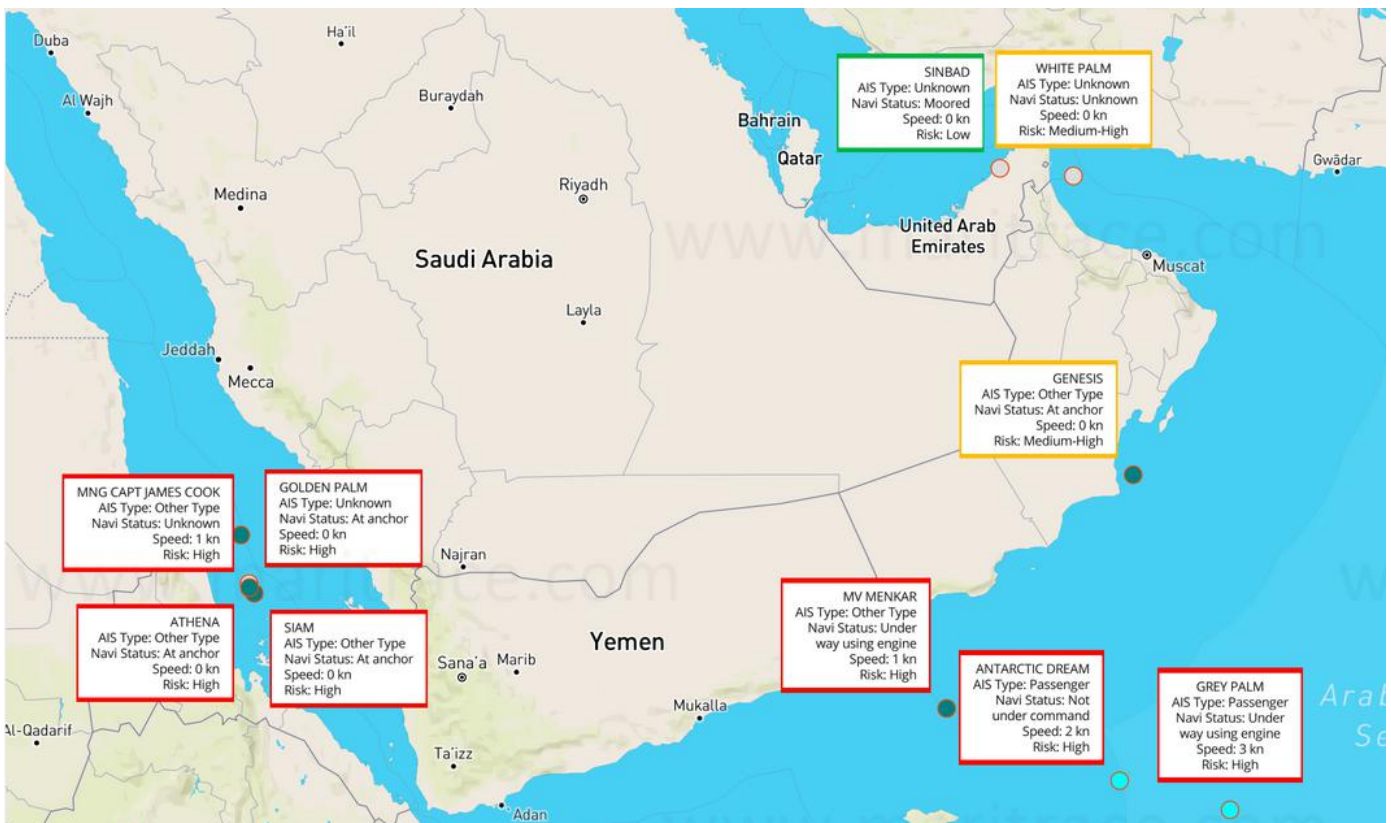 Duba
Ha'il
Al Wajh
Buraydah
Bahrain
Qatar
SINBAD
AIS Type: Unknown
Navi Status: Moored
Speed: 0 kn
Risk: Low
WHITE PALM
AIS Type: Unknown
Navi Status: Unknown
Speed: 0 kn
Risk: Medium-High
Gwādar
Medina
Riyadh
United Arab
Emirates
Saudi Arabia
Muscat
Layla
Jeddah
Mecca
GENESIS
AIS Type: Other Type
Navi Status: At anchor
Speed: 0 kn
Risk: Medium-High
MNG CAPT JAMES COOK
AIS Type: Other Type
Navi Status: Unknown
Speed: 1 kn
Risk: High
GOLDEN PALM
AIS Type: Unknown
Navi Status: At anchor
Speed: 0 kn
Risk: High
Najran
ATHENA
AIS Type: Other Type
Navi Status: At anchor
Speed: 0 kn
Risk: High
SIAM
AIS Type: Other Type
Navi Status: At anchor
Speed: 0 kn
Risk: High
Sana'a
Marib
Yemen
MV MENKAR
AIS Type: Other Type
Navi Status: Under
way using engine
Speed: 1 kn
Risk: High
ANTARCTIC DREAM
AIS Type: Passenger
Navi Status: Not
under command
Speed: 2 kn
Risk: High
GREY PALM
AIS Type: Passenger
Navi Status: Under
way using engine
Speed: 3 kn
Risk: High
Arab
Se
Mukalla
Al-Qadarif
Ta'izz
Adan